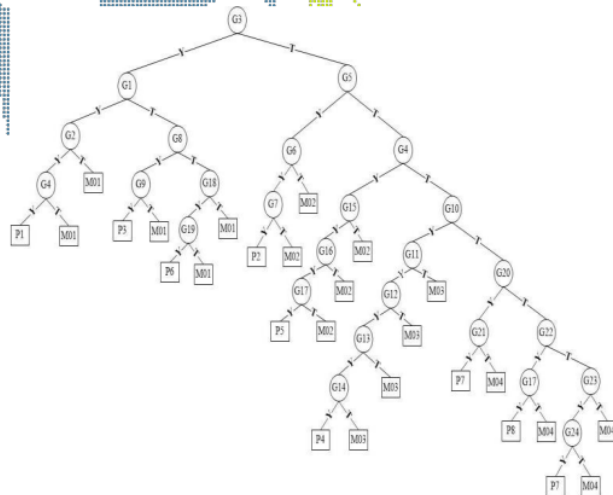 G3
Y T
G1 G5
Y T Y T
G2 G8 G6 G4
Y T Y T Y T Y T
G4 M01 G9 G18 G7 M02 G15 G10
Y T Y T Y T Y T Y T Y T
P1 M01 P3 M01 G19 M01 P2 M02 G16 M02 G11 G20
Y T Y T Y T Y T
P6 M01 G17 M02 G12 M03 G21 G22
Y T Y T Y T Y T
P5 M02 G13 M03 P7 M04 G17 G23
Y T Y T Y T
G14 M03 P8 M04 G24 M04
Y T Y T
P4 M03 P7 M04